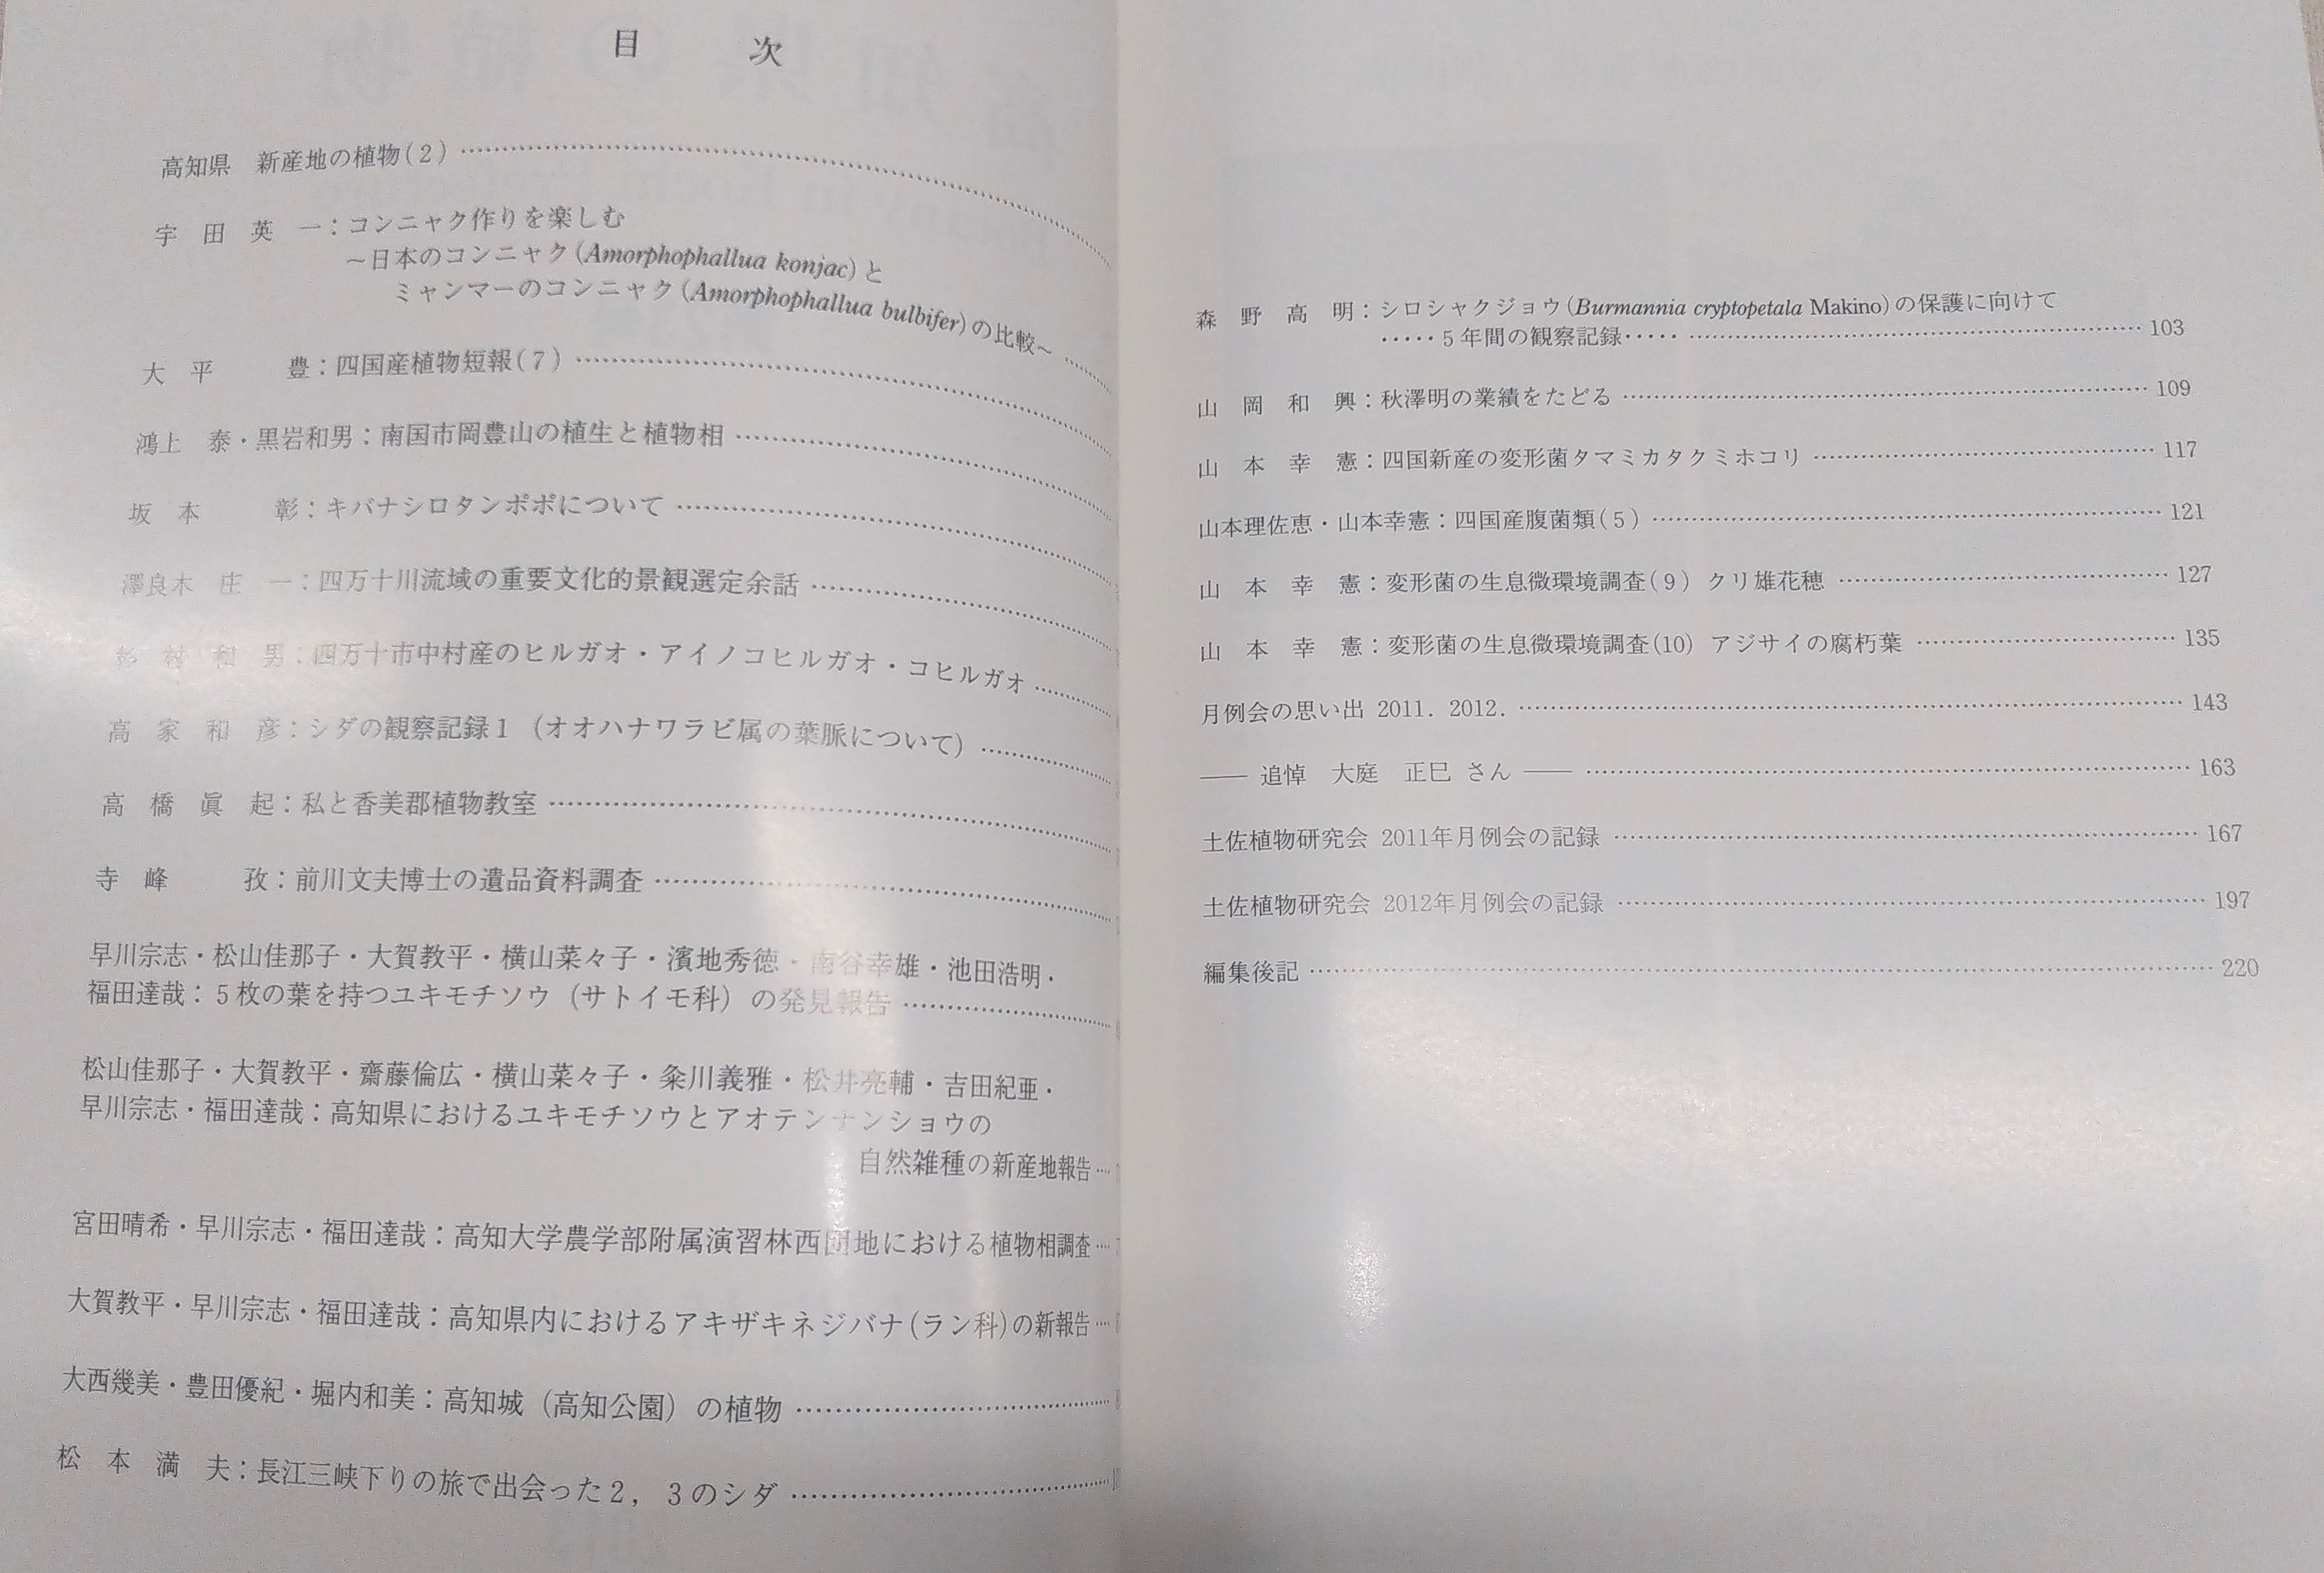 目　次
高知県　新産地の植物(2) ……
宇田英一：コンニャク作りを楽しむ
～日本のコンニャク(Amorphophallua konjac)と
ミャンマーのコンニャク(Amorphophallua bulbifer)の比較～ ……
大平　豊：四国産植物短報(7) ……
鴻上　泰・黒岩和男：南国市岡豊山の植生と植物相 ……
坂本　彰：キバナシロタンポポについて ……
澤良木　庄一：四万十川流域の重要文化的景観選定余話 ……
杉村和男：四万十市中村産のヒルガオ・アイノコヒルガオ・コヒルガオ ……
高家和彦：シダの観察記録1 (オオハナワラビ属の葉脈について) ……
高橋眞起：私と香美郡植物教室 ……
寺峰　孜：前川文夫博士の遺品資料調査 ……
早川宗志・松山佳那子・大賀教平・横山菜々子・濱地秀徳・南谷幸雄・池田浩明・
福田達哉：5枚の葉を持つユキモチソウ (サトイモ科) の発見報告 ……
松山佳那子・大賀教平・齋藤倫広・横山菜々子・粂川義雅・松井亮輔・吉田紀亜・
早川宗志・福田達哉：高知県におけるユキモチソウとアオテンナンショウの
自然雑種の新産地報告 ……
宮田晴希・早川宗志・福田達哉：高知大学農学部附属演習林西団地における植物相調査 ……
大賀教平・早川宗志・福田達哉：高知県内におけるアキザキネジバナ(ラン科)の新報告 ……
大西幾美・豊田優紀・堀内和美：高知城 (高知公園) の植物 ……
松本満夫：長江三峡下りの旅で出会った2，3のシダ ……
森野高明：シロシャクジョウ(Burmannia cryptopetala Makino)の保護に向けて
・・・・・5年間の観察記録・・・・・ …… 103
山岡和興：秋澤明の業績をたどる …… 109
山本幸憲：四国新産の変形菌タマミカタクミホコリ …… 117
山本理佐恵・山本幸憲：四国産腹菌類(5) …… 121
山本幸憲：変形菌の生息微環境調査(9) クリ雄花穂 …… 127
山本幸憲：変形菌の生息微環境調査(10) アジサイの腐朽葉 …… 135
月例会の思い出 2011. 2012. …… 143
―― 追悼　大庭　正巳 さん ―― …… 163
土佐植物研究会 2011年月例会の記録 …… 167
土佐植物研究会 2012年月例会の記録 …… 197
編集後記 …… 220